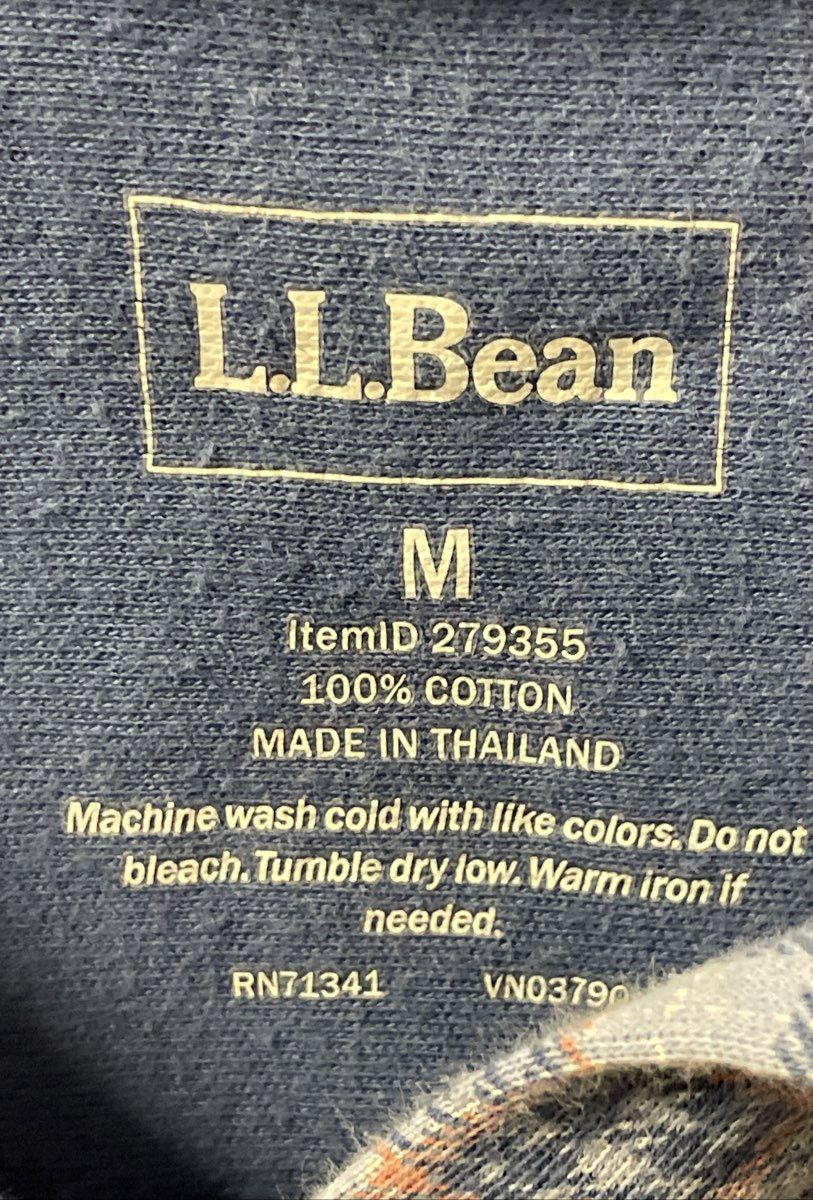 L.L.Bean
M
ItemID 279355
100% COTTON
MADE IN THAILAND
Machine wash cold with like colors. Do not
bleach. Tumble dry low. Warm iron if
needed.
RN71341